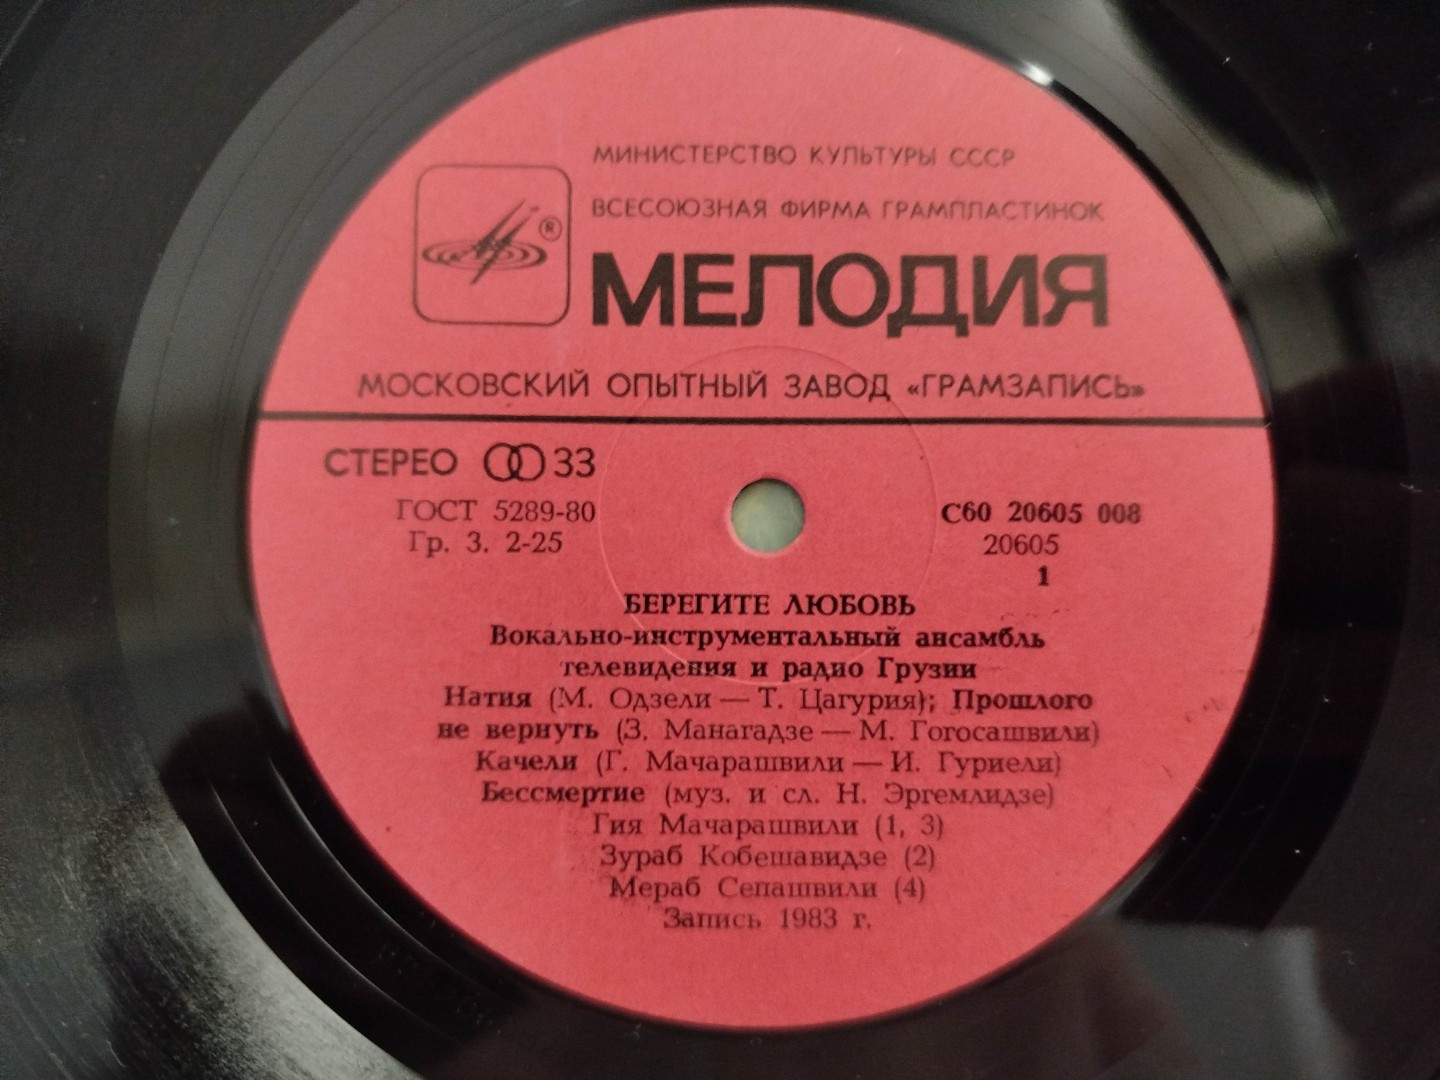 МИНИСТЕРСТВО КУЛЬТУРЫ СССР
ВСЕСОЮЗНАЯ ФИРМА ГРАМПЛАСТИНОК
®
МЕЛОДИЯ
МОСКОВСКИЙ ОПЫТНЫЙ ЗАВОД «ГРАМЗАПИСЬ»
СТЕРЕО 33
ГОСТ 5289-80
Гр. 3. 2-25
С60 20605 008
20605
1
БЕРЕГИТЕ ЛЮБОВЬ
Вокально-инструментальный ансамбль
телевидения и радио Грузии
Натия (М. Одзели — Т. Цагурия); Прошлого
не вернуть (З. Манагадзе — М. Гогосашвили)
Качели (Г. Мачарашвили — И. Гуриели)
Бессмертие (муз. и сл. Н. Эргемлидзе)
Гия Мачарашвили (1, 3)
Зураб Кобешавидзе (2)
Мераб Сепашвили (4)
Запись 1983 г.